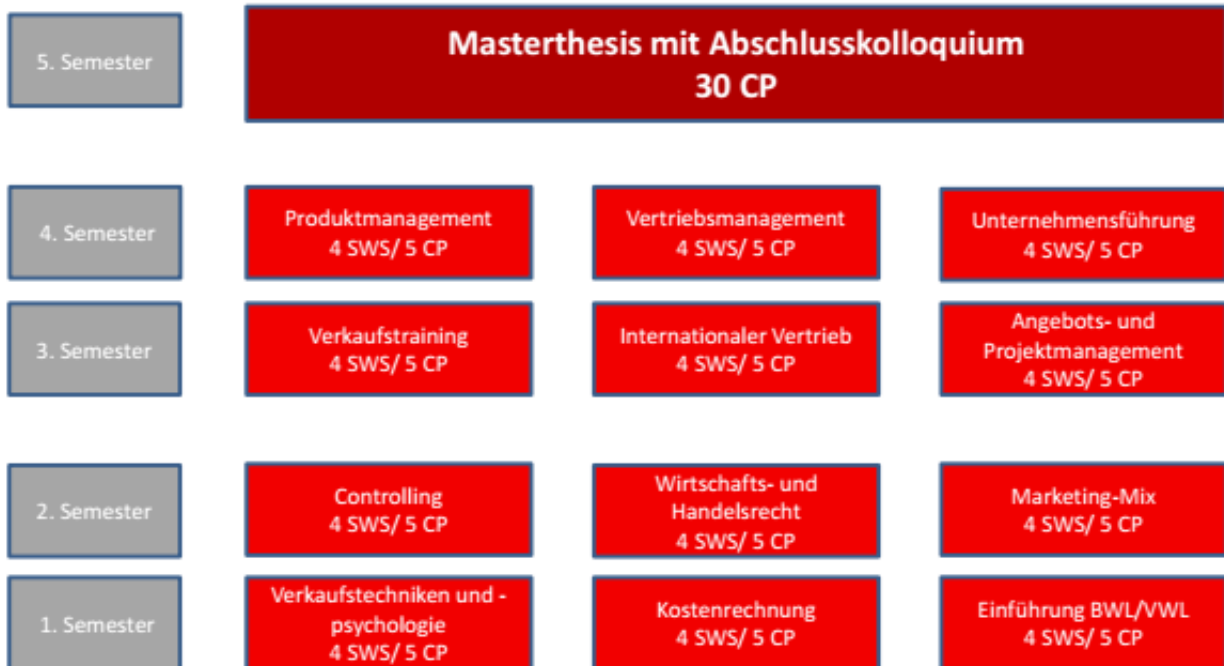 5. Semester
Masterthesis mit Abschlusskolloquium
30 CP
4. Semester
Produktmanagement
4 SWS/ 5 CP
Vertriebsmanagement
4 SWS/ 5 CP
Unternehmensführung
4 SWS/ 5 CP
3. Semester
Verkaufstraining
4 SWS/ 5 CP
Internationaler Vertrieb
4 SWS/ 5 CP
Angebots- und
Projektmanagement
4 SWS/ 5 CP
2. Semester
Controlling
4 SWS/ 5 CP
Wirtschafts- und
Handelsrecht
4 SWS/ 5 CP
Marketing-Mix
4 SWS/ 5 CP
1. Semester
Verkaufstechniken und -
psychologie
4 SWS/ 5 CP
Kostenrechnung
4 SWS/ 5 CP
Einführung BWL/VWL
4 SWS/ 5 CP